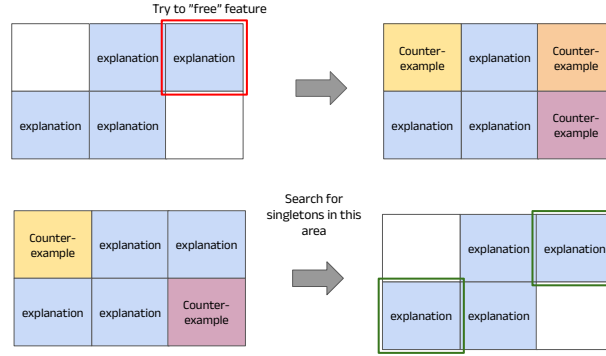 Try to "free" feature
explanation explanation
explanation explanation
Counter-
example
explanation
Counter-
example
explanation explanation
Counter-
example
Search for
singletons in this
area
Counter-
example
explanation explanation
explanation explanation
Counter-
example
explanation explanation
explanation explanation